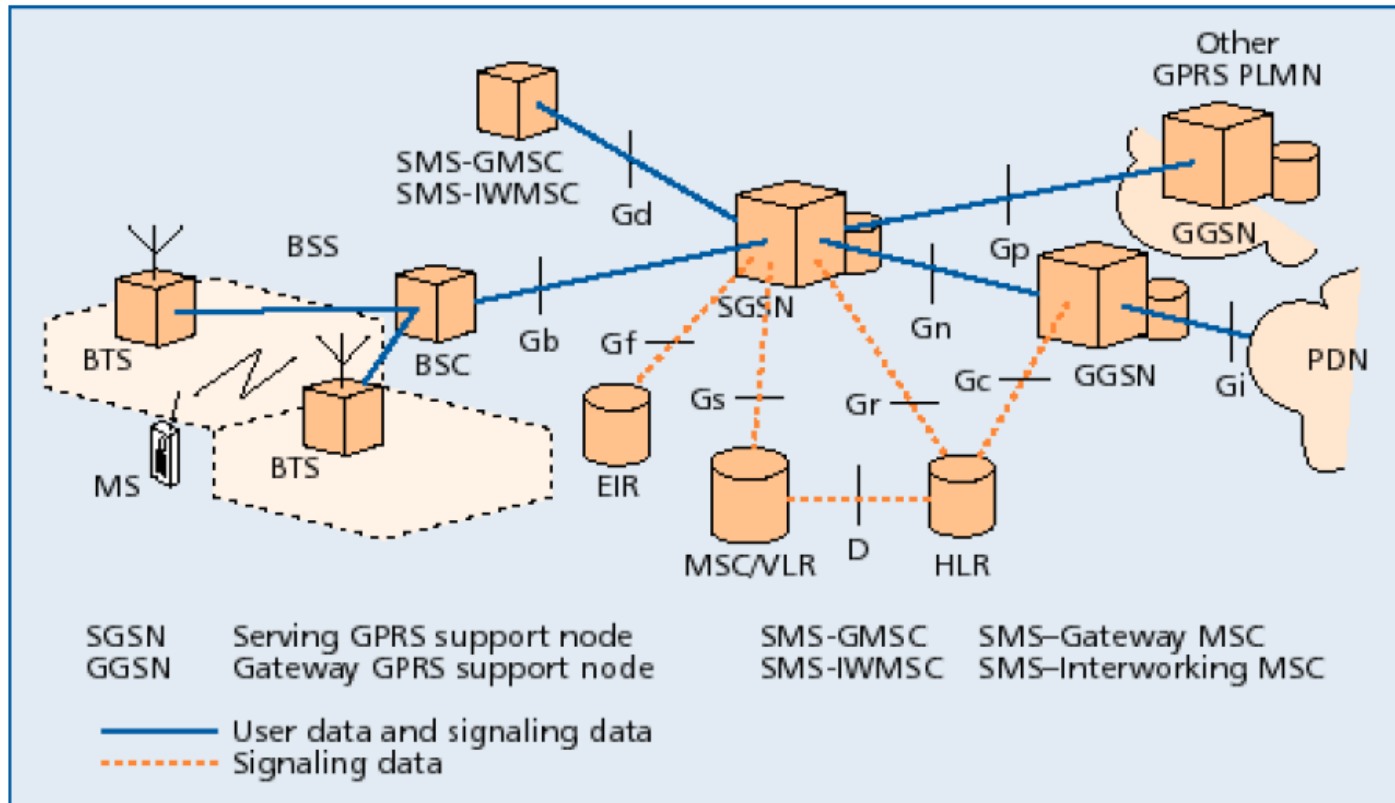 Other
GPRS PLMN
SMS-GMSC
SMS-IWMSC
Gd
BSS
Gp
GGSN
SGSN
Gn
Gb
BTS
BSC
Gf
GGSN
Gi
PDN
Gs
Gr
Gc
MS
BTS
EIR
MSC/VLR
D
HLR
SGSN Serving GPRS support node
GGSN Gateway GPRS support node
SMS-GMSC SMS–Gateway MSC
SMS-IWMSC SMS–Interworking MSC
User data and signaling data
Signaling data